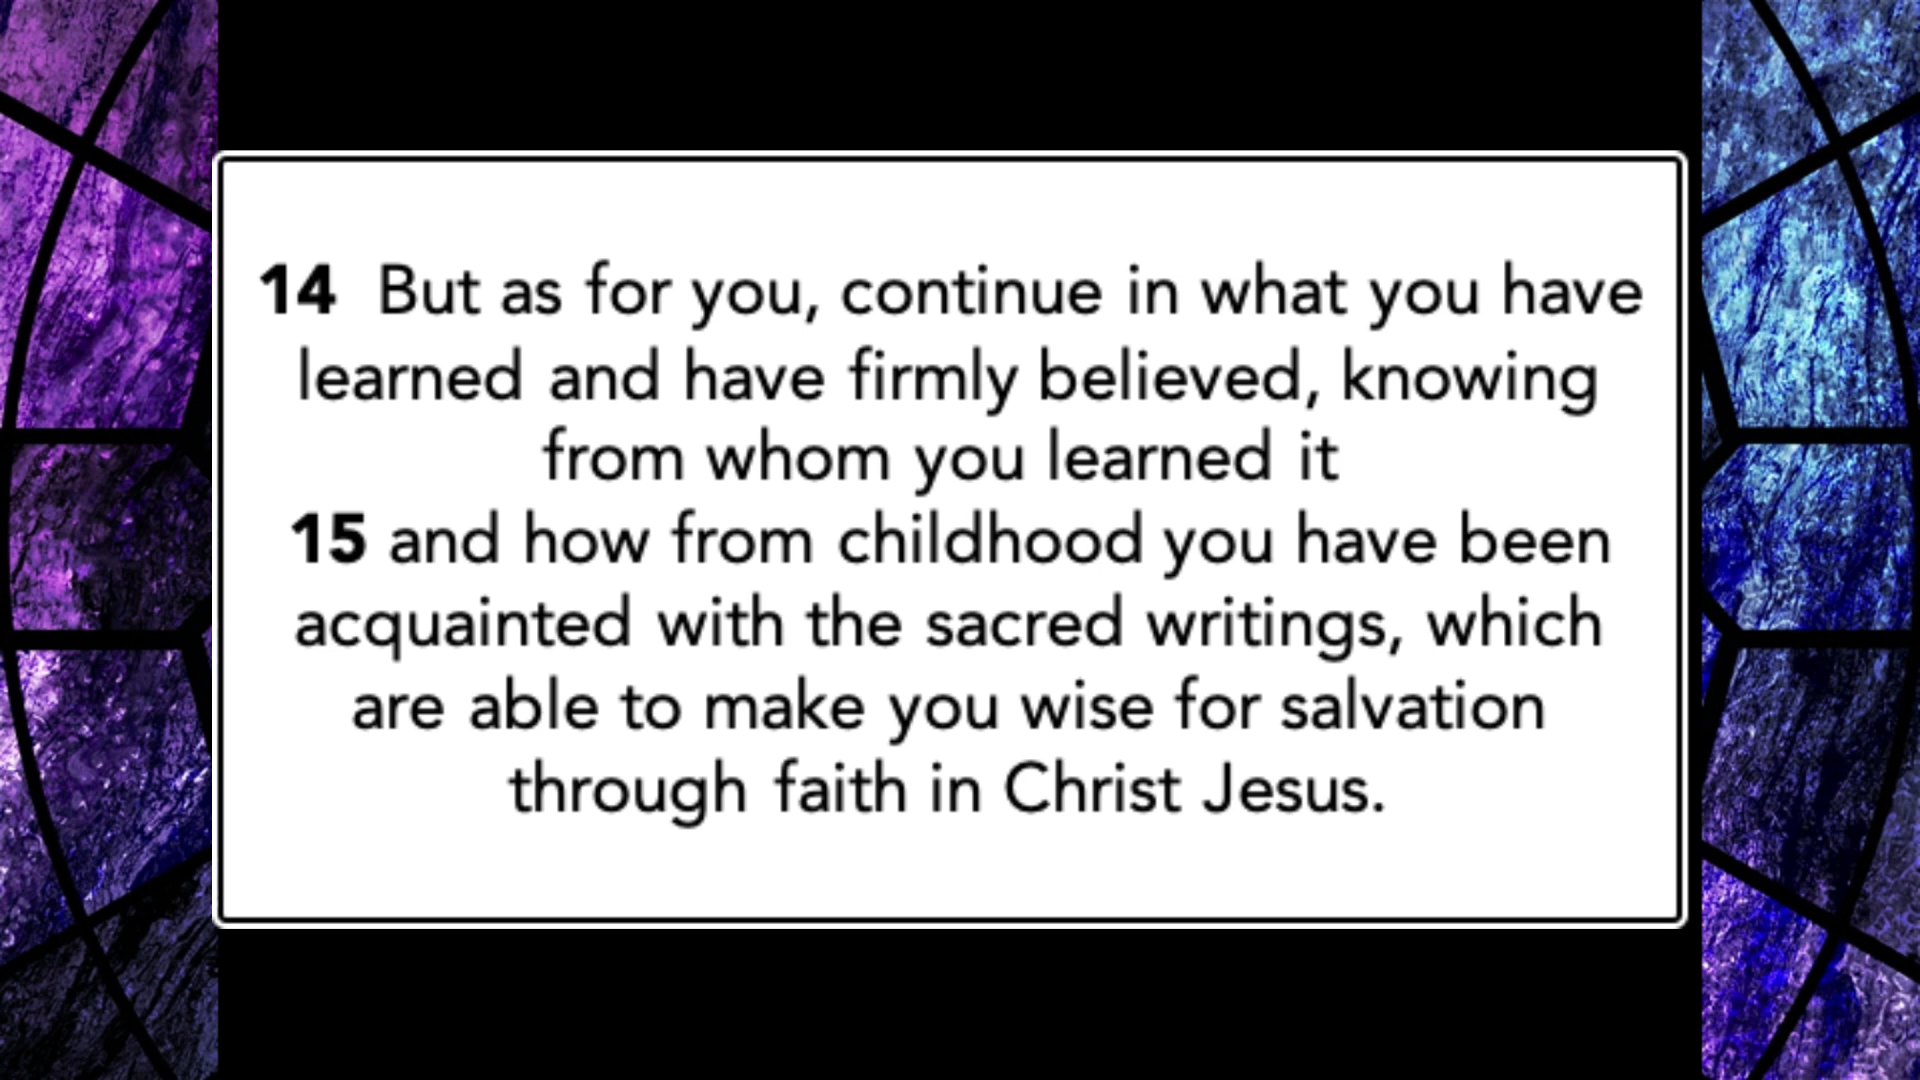 14 But as for you, continue in what you have
learned and have firmly believed, knowing
from whom you learned it
15 and how from childhood you have been
acquainted with the sacred writings, which
are able to make you wise for salvation
through faith in Christ Jesus.